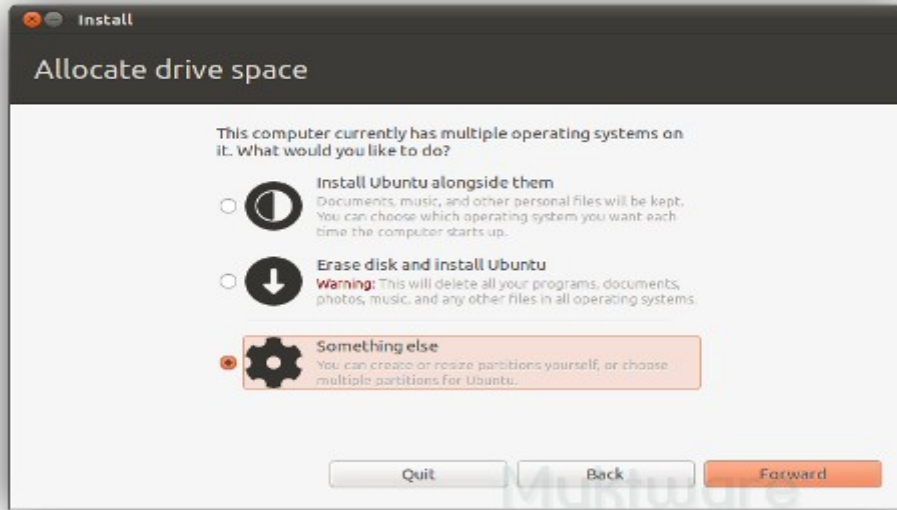 Install
Allocate drive space
This computer currently has multiple operating systems on
it. What would you like to do?
Install Ubuntu alongside them
Documents, music, and other personal files will be kept.
You can choose which operating system you want each
time the computer starts up.
Erase disk and install Ubuntu
Warning: This will delete all your programs, documents,
photos, music, and any other files in all operating systems.
Something else
You can create or resize partitions yourself, or choose
multiple partitions for Ubuntu.
Quit Back Forward
Muktware